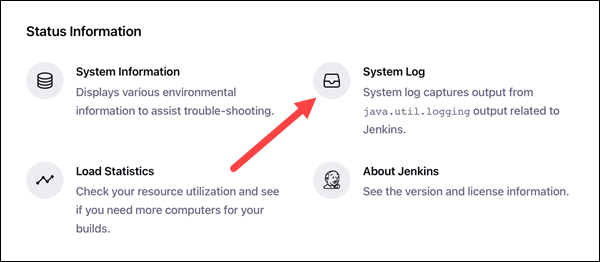 Status Information
System Information
Displays various environmental
information to assist trouble-shooting.
System Log
System log captures output from
java.util.logging output related to
Jenkins.
Load Statistics
Check your resource utilization and see
if you need more computers for your
builds.
About Jenkins
See the version and license information.